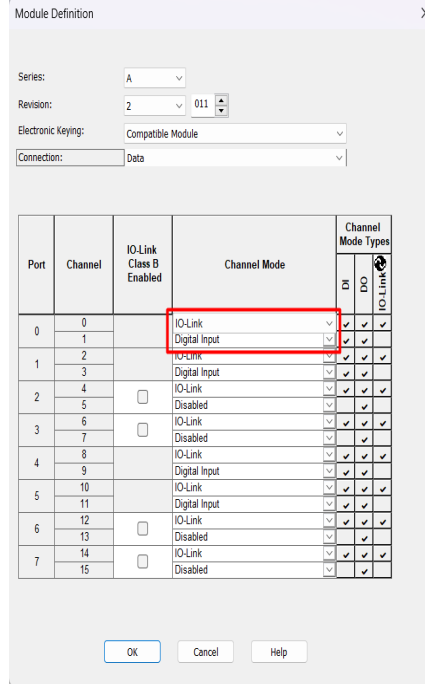 Module Definition X
Series: A
Revision: 2 011
Electronic Keying: Compatible Module
Connection: Data
Port Channel IO-Link Class B Enabled Channel Mode Channel Mode Types
DI DO IO-Link
0 0 IO-Link
1 Digital Input
1 2 IO-Link
3 Digital Input
2 4 IO-Link
5 Disabled
3 6 IO-Link
7 Disabled
4 8 IO-Link
9 Digital Input
5 10 IO-Link
11 Digital Input
6 12 IO-Link
13 Disabled
7 14 IO-Link
15 Disabled
OK Cancel Help